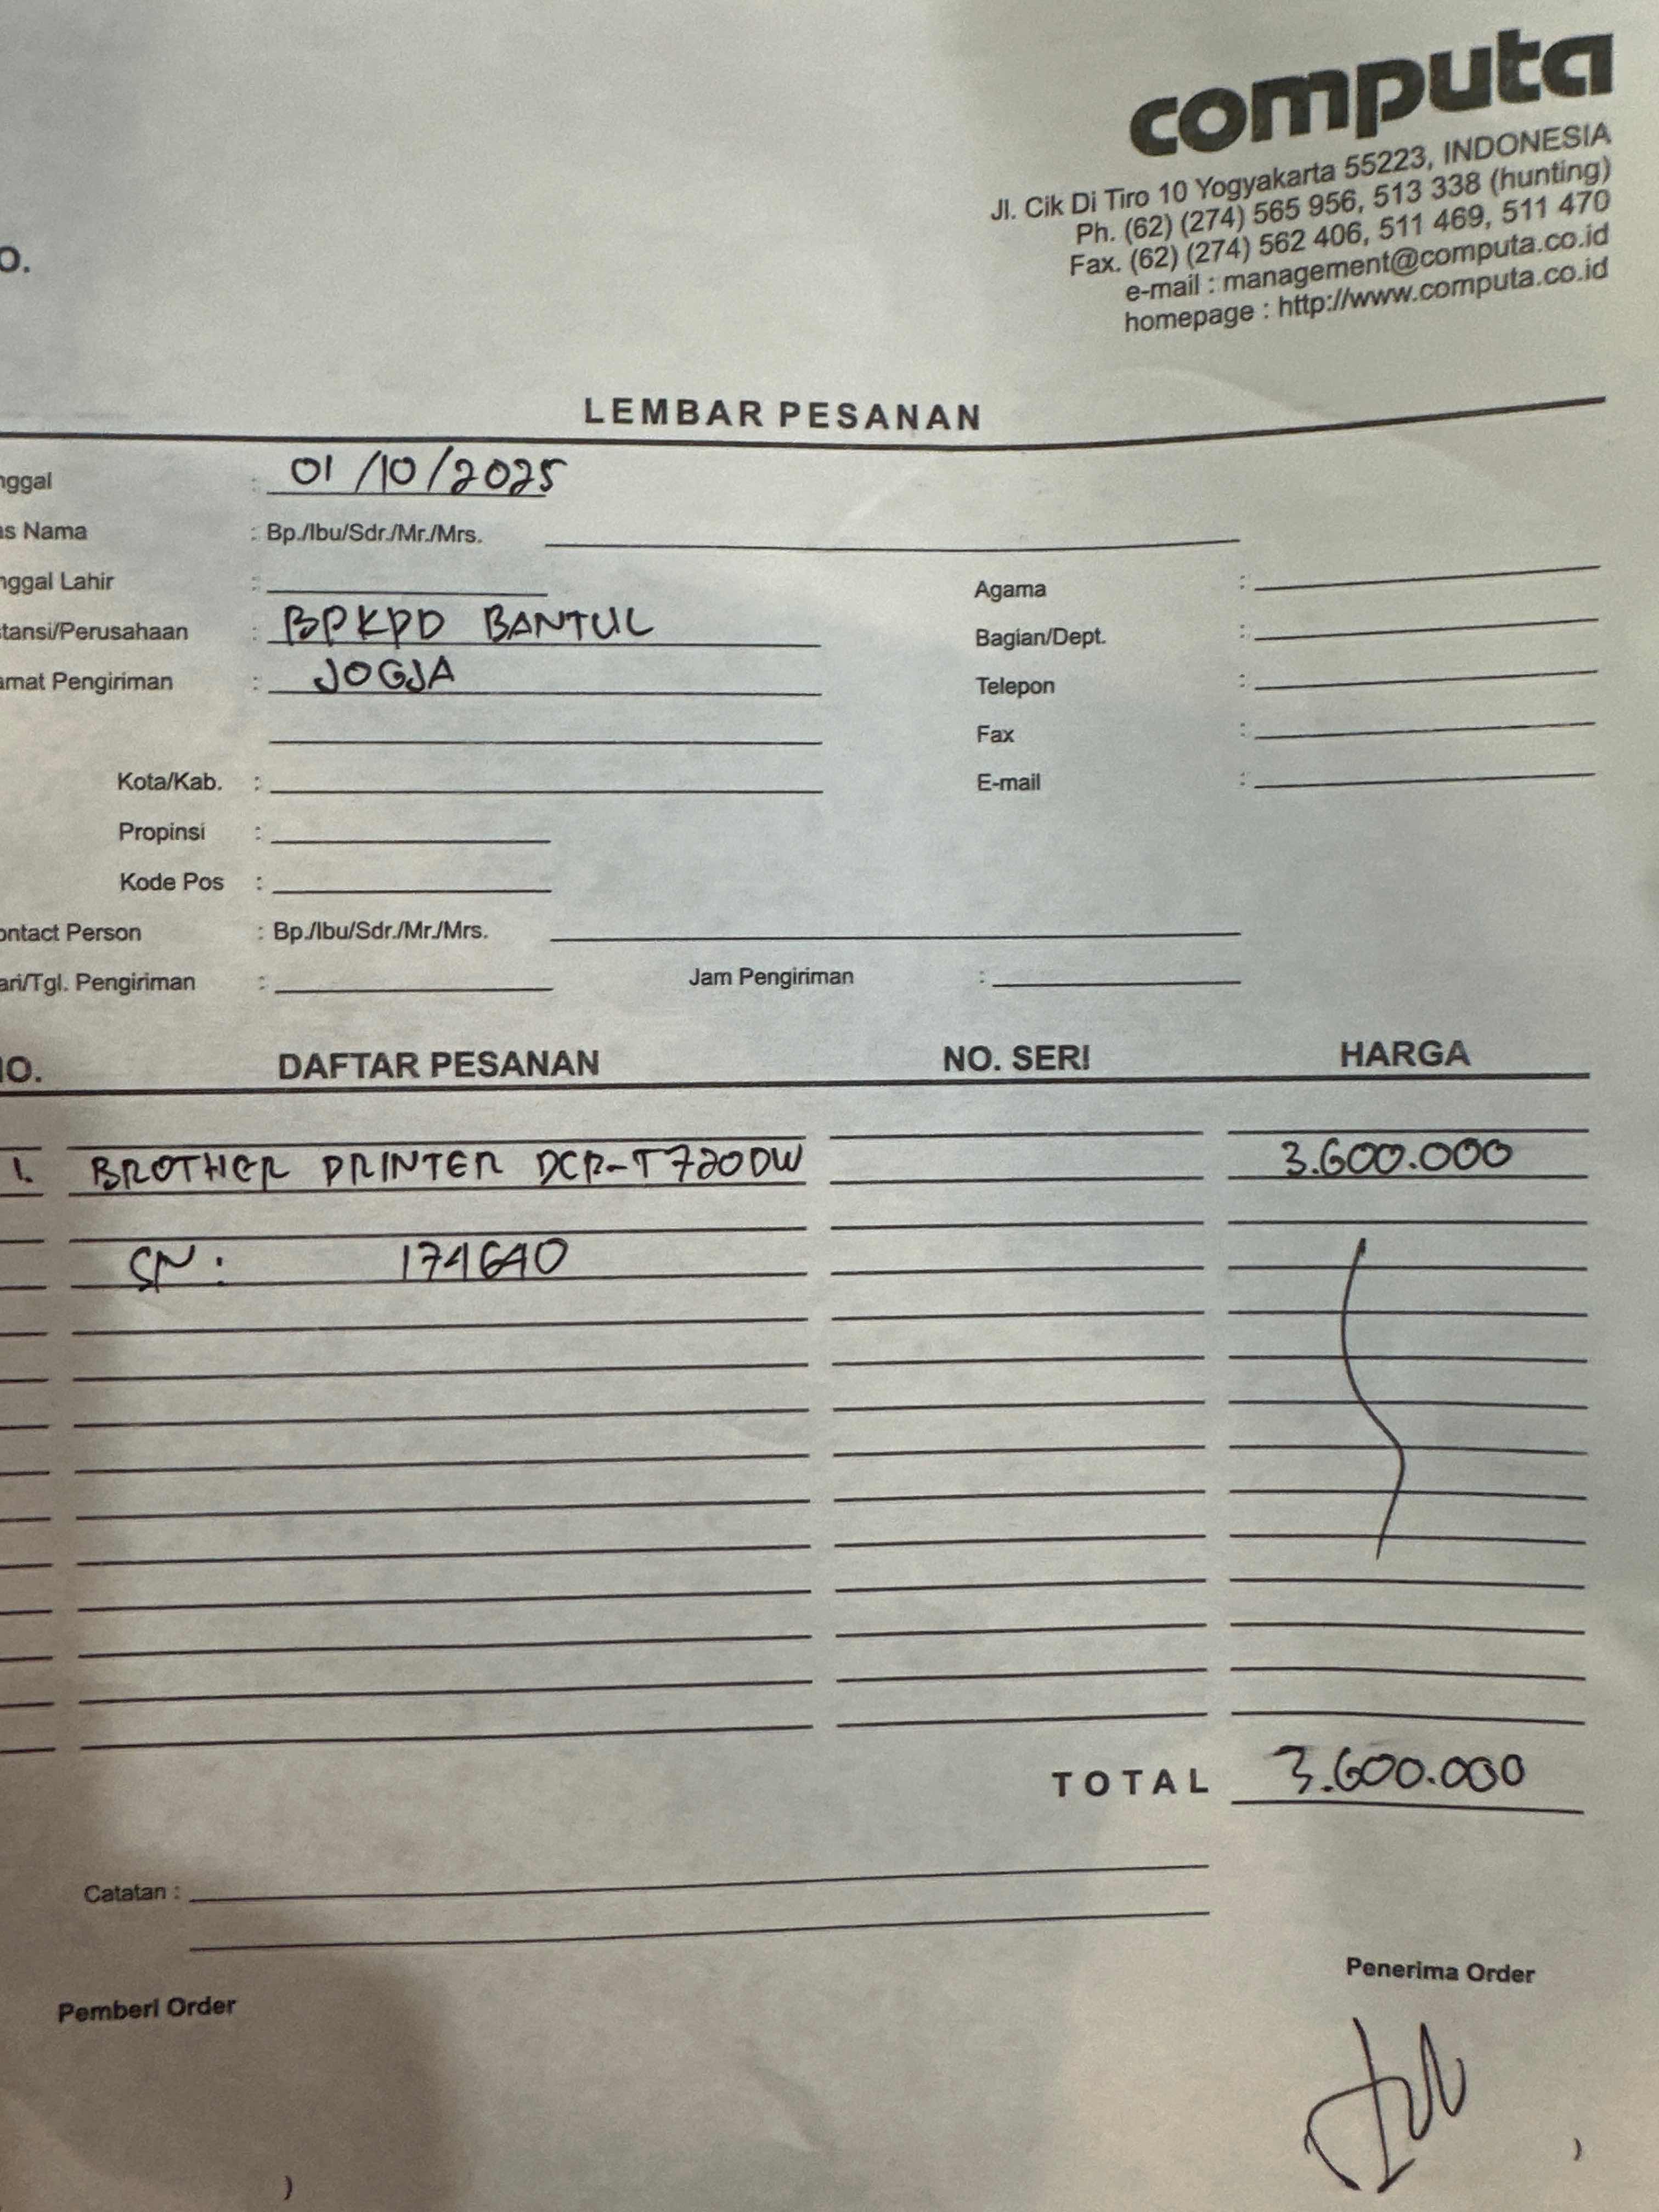 computa
Jl. Cik Di Tiro 10 Yogyakarta 55223, INDONESIA
Ph. (62) (274) 565 956, 513 338 (hunting)
Fax. (62) (274) 562 406, 511 469, 511 470
e-mail : management@computa.co.id
homepage : http://www.computa.co.id
O.
LEMBAR PESANAN
nggal : 01/10/2025
as Nama : Bp./Ibu/Sdr./Mr./Mrs.
nggal Lahir : Agama :
stansi/Perusahaan : BPKPD BANTUL Bagian/Dept. :
amat Pengiriman : JOGJA Telepon :
Fax :
Kota/Kab. : E-mail :
Propinsi :
Kode Pos :
ontact Person : Bp./Ibu/Sdr./Mr./Mrs.
ari/Tgl. Pengiriman : Jam Pengiriman :
IO. DAFTAR PESANAN NO. SERI HARGA
1. BROTHER PRINTER DCP-T720DW 3.600.000
SN : 174640
TOTAL 3.600.000
Catatan :
Pemberi Order Penerima Order
) )